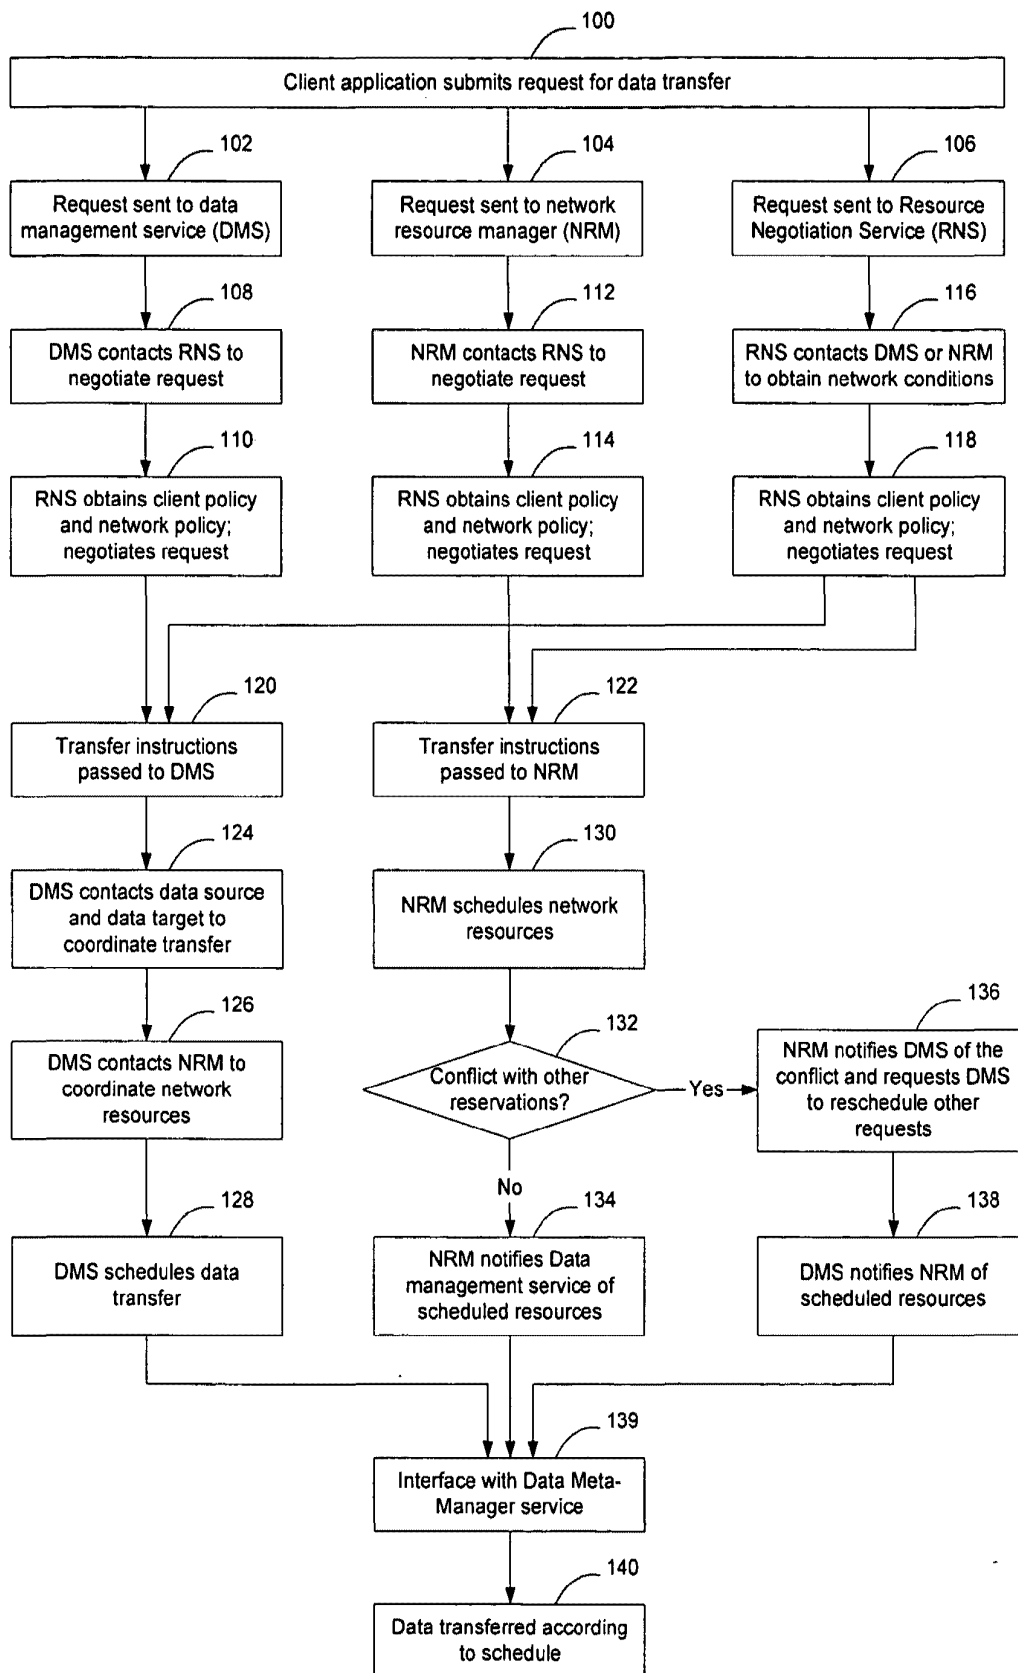 100
Client application submits request for data transfer
102
104
106
Request sent to data
management service (DMS)
Request sent to network
resource manager (NRM)
Request sent to Resource
Negotiation Service (RNS)
108
112
116
DMS contacts RNS to
negotiate request
NRM contacts RNS to
negotiate request
RNS contacts DMS or NRM
to obtain network conditions
110
114
118
RNS obtains client policy
and network policy;
negotiates request
RNS obtains client policy
and network policy;
negotiates request
RNS obtains client policy
and network policy;
negotiates request
120
122
Transfer instructions
passed to DMS
Transfer instructions
passed to NRM
124
130
DMS contacts data source
and data target to
coordinate transfer
NRM schedules network
resources
126
132
136
DMS contacts NRM to
coordinate network
resources
Conflict with other
reservations?
Yes
NRM notifies DMS of the
conflict and requests DMS
to reschedule other
requests
No
128
134
138
DMS schedules data
transfer
NRM notifies Data
management service of
scheduled resources
DMS notifies NRM of
scheduled resources
139
Interface with Data Meta-
Manager service
140
Data transferred according
to schedule